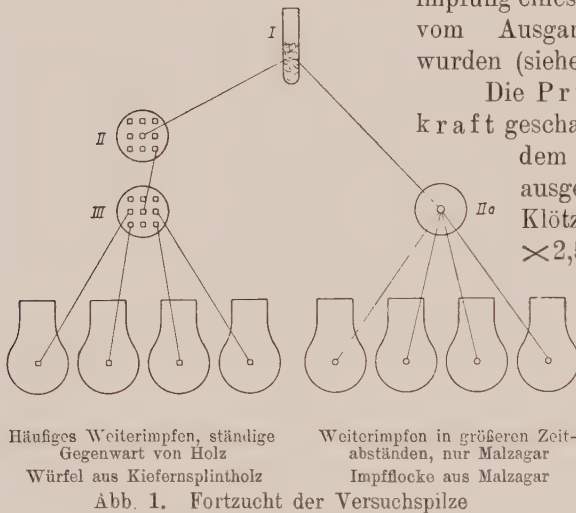 Impfung eines
vom Ausgan
wurden (siehe
Die Pr
kraft gescha
dem
ausge
Klötz
×2,
I
II
III
IIa
Häufiges Weiterimpfen, ständige
Gegenwart von Holz
Würfel aus Kiefernsplintholz
Weiterimpfen in größeren Zeit-
abständen, nur Malzagar
Impfflocke aus Malzagar
Abb. 1. Fortzucht der Versuchspilze